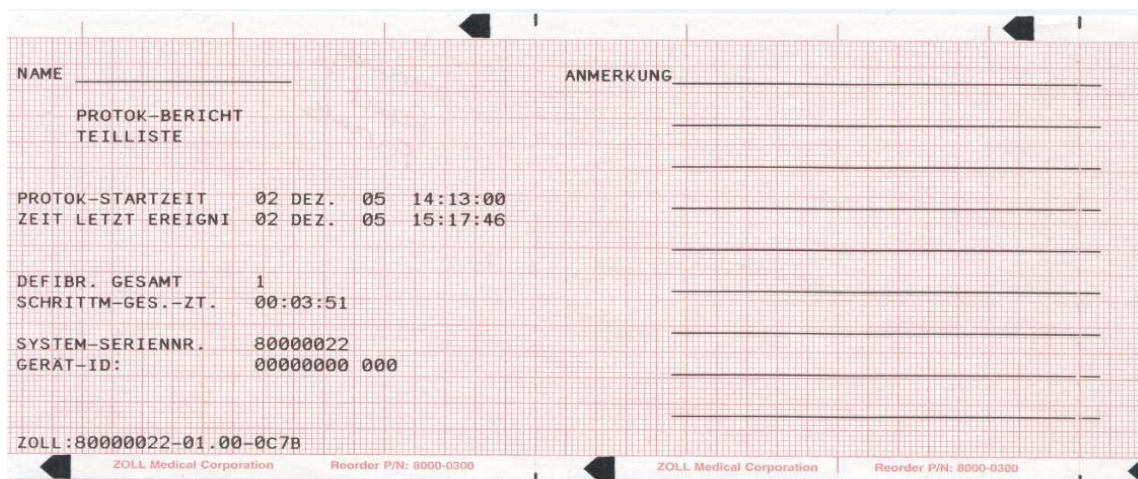 NAME
PROTOK-BERICHT
TEILLISTE
PROTOK-STARTZEIT 02 DEZ. 05 14:13:00
ZEIT LETZT EREIGNI 02 DEZ. 05 15:17:46
DEFIBR. GESAMT 1
SCHRITTM-GES.-ZT. 00:03:51
SYSTEM-SERIENNR. 80000022
GERÄT-ID: 00000000 000
ZOLL:80000022-01.00-0C7B
ANMERKUNG
ZOLL Medical Corporation Reorder P/N: 8000-0300
ZOLL Medical Corporation Reorder P/N: 8000-0300